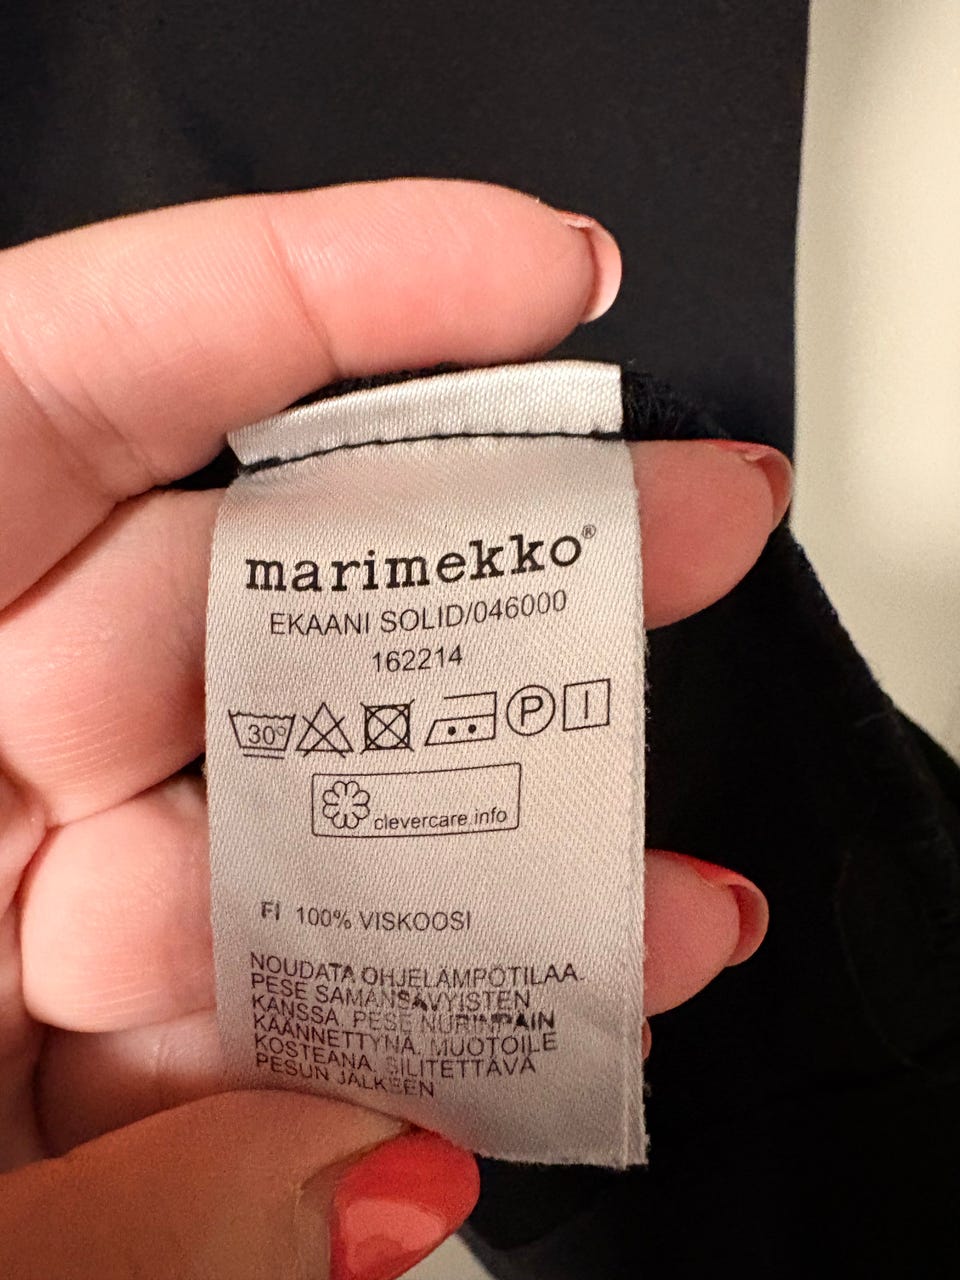 marimekko®
EKAANI SOLID/046000
162214
30° P
clevercare.info
FI 100% VISKOOSI
NOUDATA OHJELÄMPÖTILAA.
PESE SAMANSÄVYISTEN
KANSSA. PESE NURINPÄIN
KÄÄNNETTYNÄ. MUOTOILE
KOSTEANA. SILITETTÄVÄ
PESUN JÄLKEEN